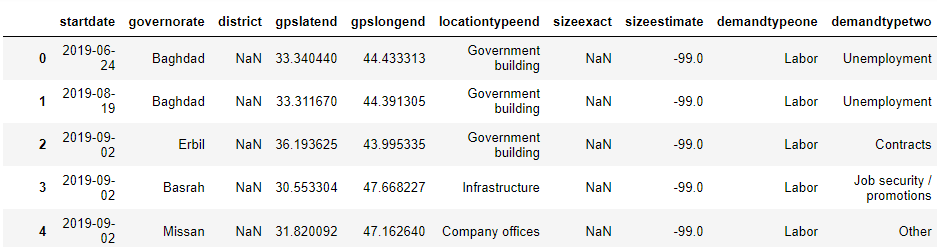 startdate governorate district gpslatend gpslongend locationtypeend sizeexact sizeestimate demandtypeone demandtypetwo
0 2019-06-24 Baghdad NaN 33.340440 44.433313 Government building NaN -99.0 Labor Unemployment
1 2019-08-19 Baghdad NaN 33.311670 44.391305 Government building NaN -99.0 Labor Unemployment
2 2019-09-02 Erbil NaN 36.193625 43.995335 Government building NaN -99.0 Labor Contracts
3 2019-09-02 Basrah NaN 30.553304 47.668227 Infrastructure NaN -99.0 Labor Job security / promotions
4 2019-09-02 Missan NaN 31.820092 47.162640 Company offices NaN -99.0 Labor Other